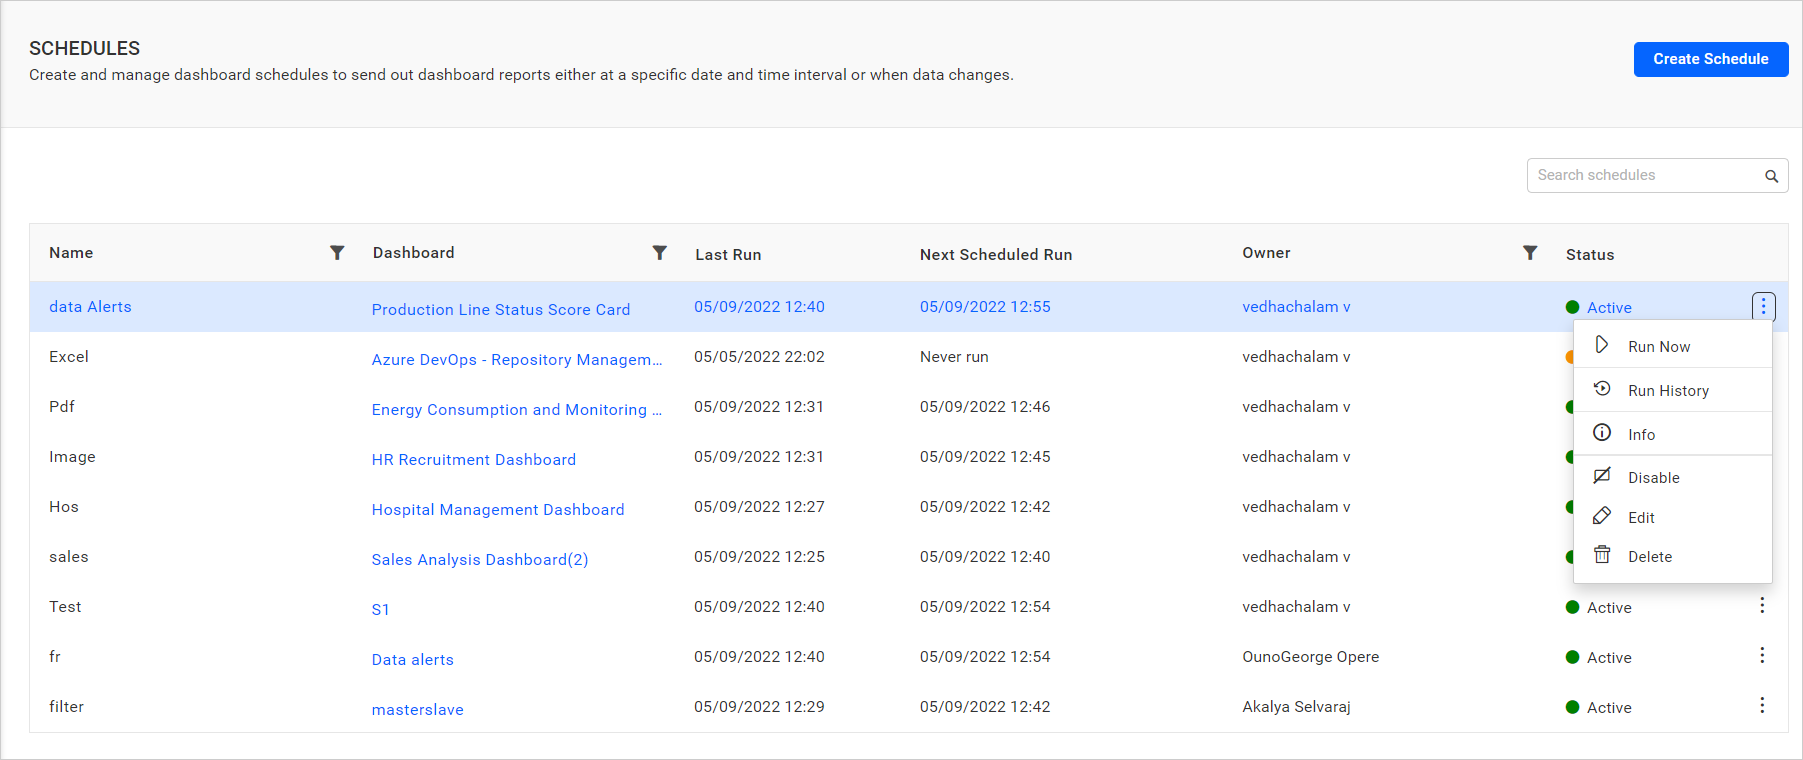 SCHEDULES
Create and manage dashboard schedules to send out dashboard reports either at a specific date and time interval or when data changes.
Create Schedule
Search schedules
Name Dashboard Last Run Next Scheduled Run Owner Status
data Alerts Production Line Status Score Card 05/09/2022 12:40 05/09/2022 12:55 vedhachalam v Active
Excel Azure DevOps - Repository Managem... 05/05/2022 22:02 Never run vedhachalam v
Pdf Energy Consumption and Monitoring ... 05/09/2022 12:31 05/09/2022 12:46 vedhachalam v
Image HR Recruitment Dashboard 05/09/2022 12:31 05/09/2022 12:45 vedhachalam v
Hos Hospital Management Dashboard 05/09/2022 12:27 05/09/2022 12:42 vedhachalam v
sales Sales Analysis Dashboard(2) 05/09/2022 12:25 05/09/2022 12:40 vedhachalam v
Test S1 05/09/2022 12:40 05/09/2022 12:54 vedhachalam v Active
fr Data alerts 05/09/2022 12:40 05/09/2022 12:54 OunoGeorge Opere Active
filter masterslave 05/09/2022 12:29 05/09/2022 12:42 Akalya Selvaraj Active
Run Now
Run History
Info
Disable
Edit
Delete